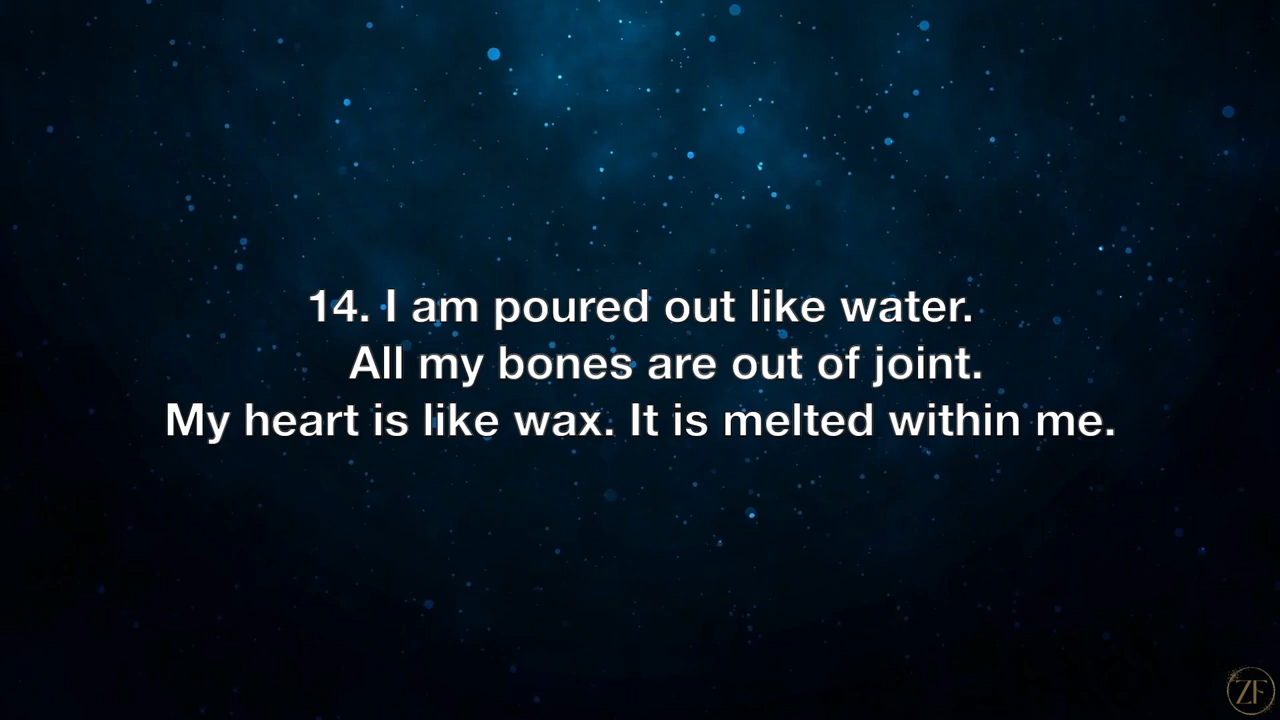 14. I am poured out like water.
All my bones are out of joint.
My heart is like wax. It is melted within me.
ZF